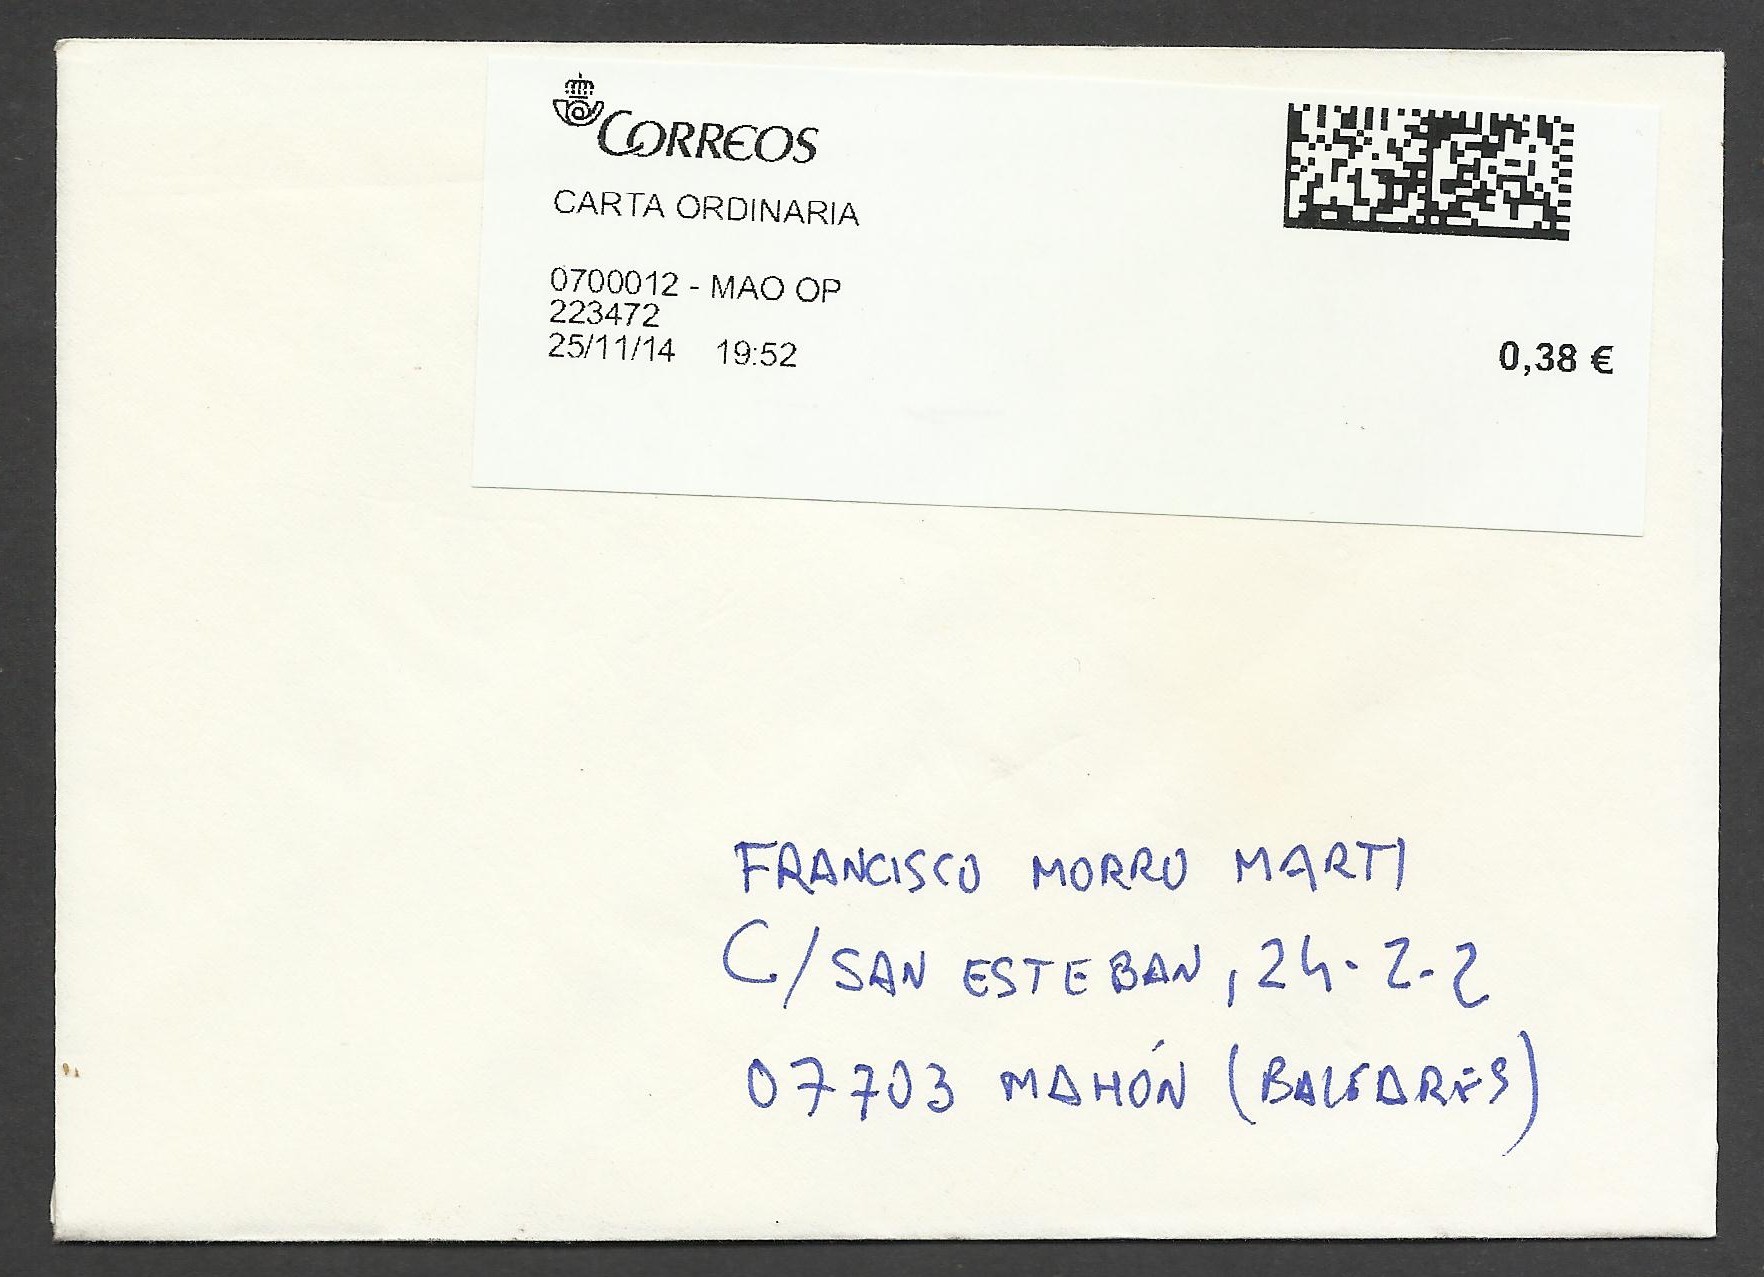 CORREOS
CARTA ORDINARIA
0700012 - MAO OP
223472
25/11/14 19:52
0,38 €
FRANCISCO MORRO MARTI
C/ SAN ESTEBAN, 24-2-2
07703 MAHÓN (BALEARES)